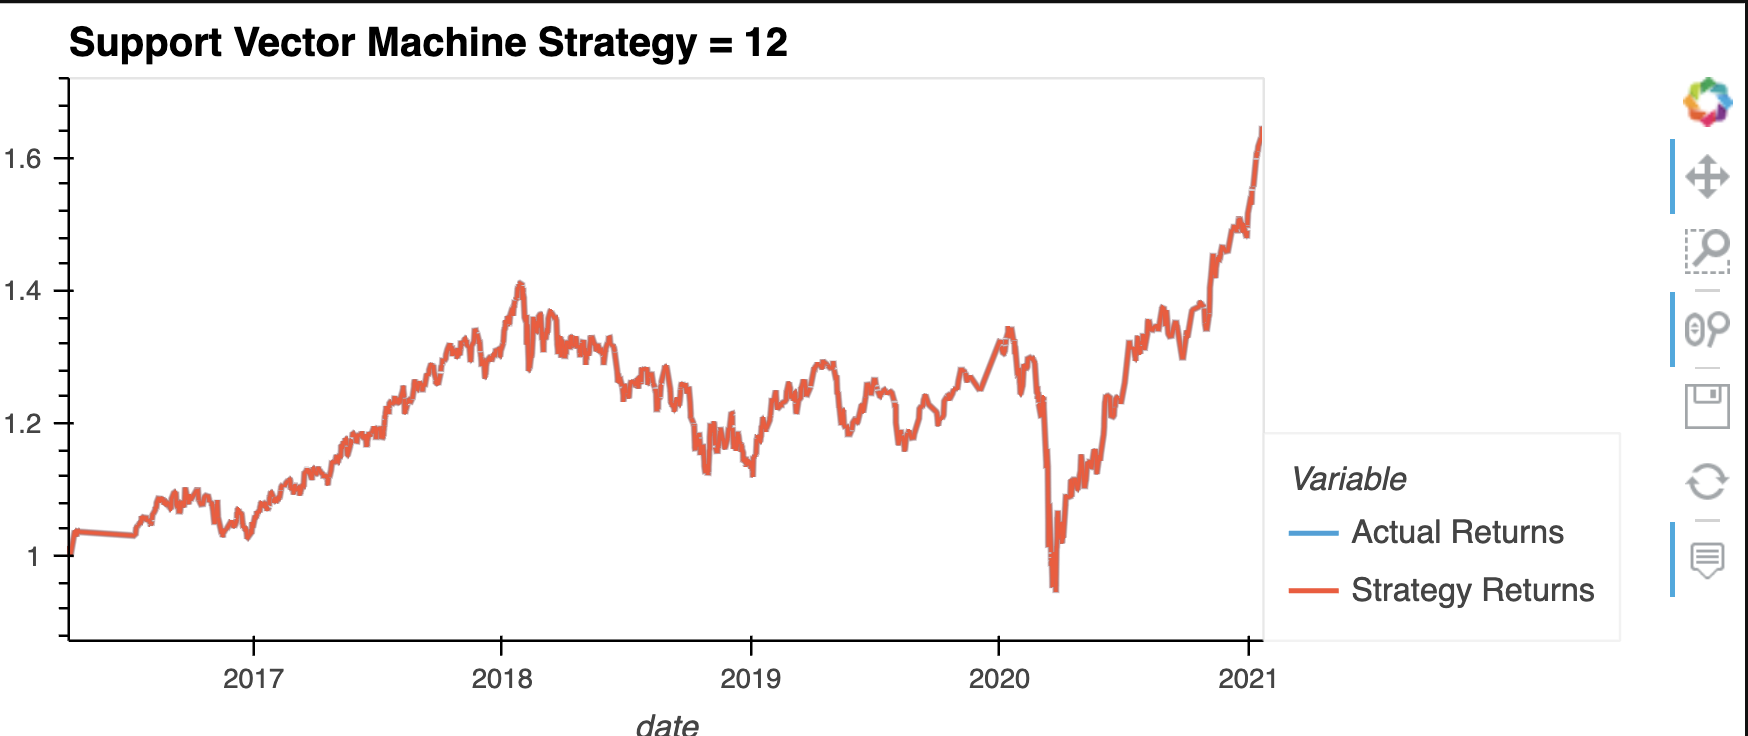 Support Vector Machine Strategy = 12
1.6
1.4
1.2
1
2017 2018 2019 2020 2021
date
Variable
Actual Returns
Strategy Returns